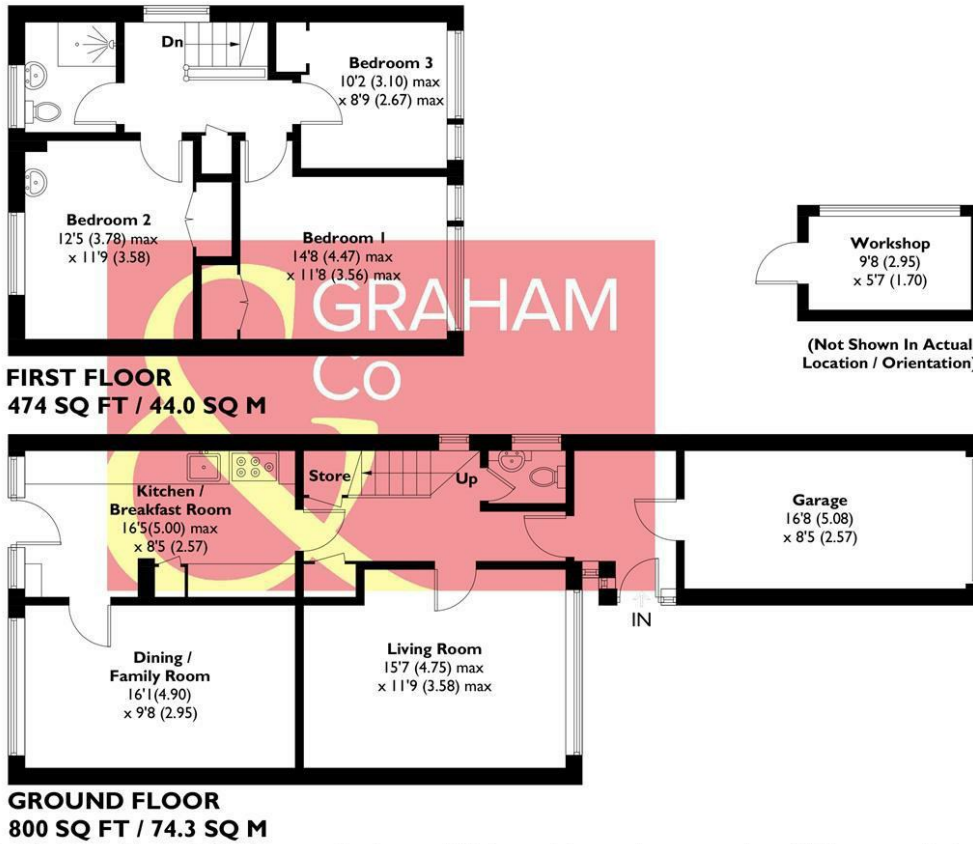 Dn
Bedroom 3
10'2 (3.10) max
x 8'9 (2.67) max
Bedroom 2
12'5 (3.78) max
x 11'9 (3.58)
Bedroom 1
14'8 (4.47) max
x 11'8 (3.56) max
Workshop
9'8 (2.95)
x 5'7 (1.70)
(Not Shown In Actual
Location / Orientation)
& GRAHAM
Co
FIRST FLOOR
474 SQ FT / 44.0 SQ M
Kitchen /
Breakfast Room
16'5(5.00) max
x 8'5 (2.57)
Store
Up
Garage
16'8 (5.08)
x 8'5 (2.57)
IN
Dining /
Family Room
16'1(4.90)
x 9'8 (2.95)
Living Room
15'7 (4.75) max
x 11'9 (3.58) max
GROUND FLOOR
800 SQ FT / 74.3 SQ M